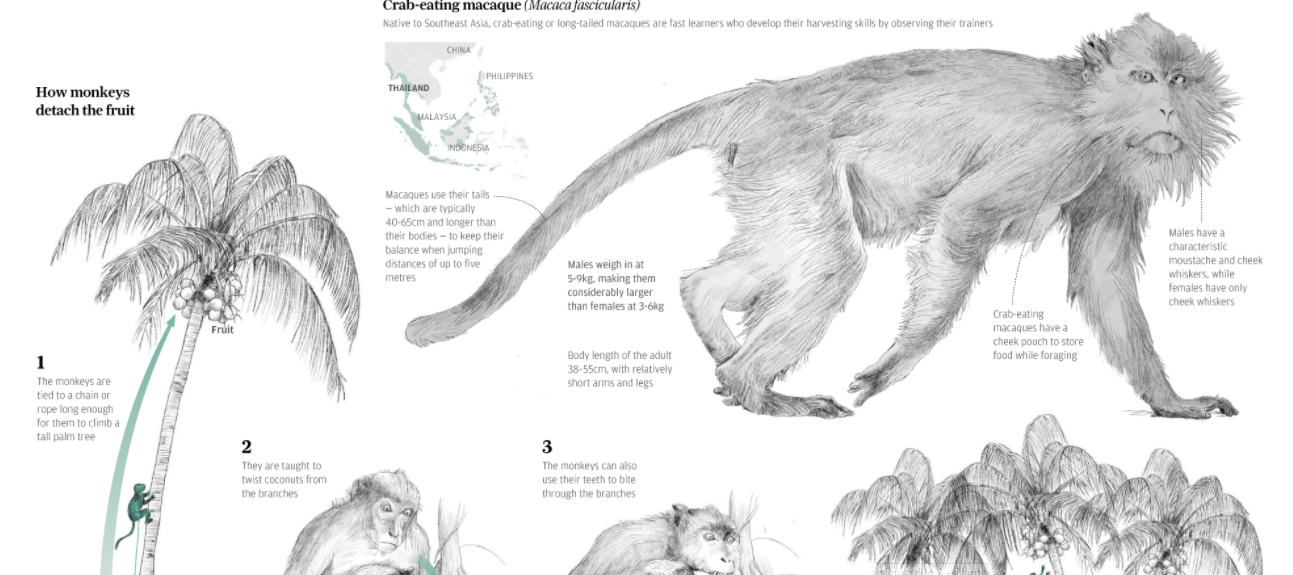 Crab-eating macaque (Macaca fascicularis)
Native to Southeast Asia, crab-eating or long-tailed macaques are fast learners who develop their harvesting skills by observing their trainers
CHINA
PHILIPPINES
THAILAND
MALAYSIA
INDONESIA
How monkeys
detach the fruit
Fruit
Macaques use their tails
– which are typically
40-65cm and longer than
their bodies – to keep their
balance when jumping
distances of up to five
metres
Males weigh in at
5-9kg, making them
considerably larger
than females at 3-6kg
Body length of the adult
38-55cm, with relatively
short arms and legs
Crab-eating
macaques have a
cheek pouch to store
food while foraging
Males have a
characteristic
moustache and cheek
whiskers, while
females have only
cheek whiskers
1
The monkeys are
tied to a chain or
rope long enough
for them to climb a
tall palm tree
2
They are taught to
twist coconuts from
the branches
3
The monkeys can also
use their teeth to bite
through the branches